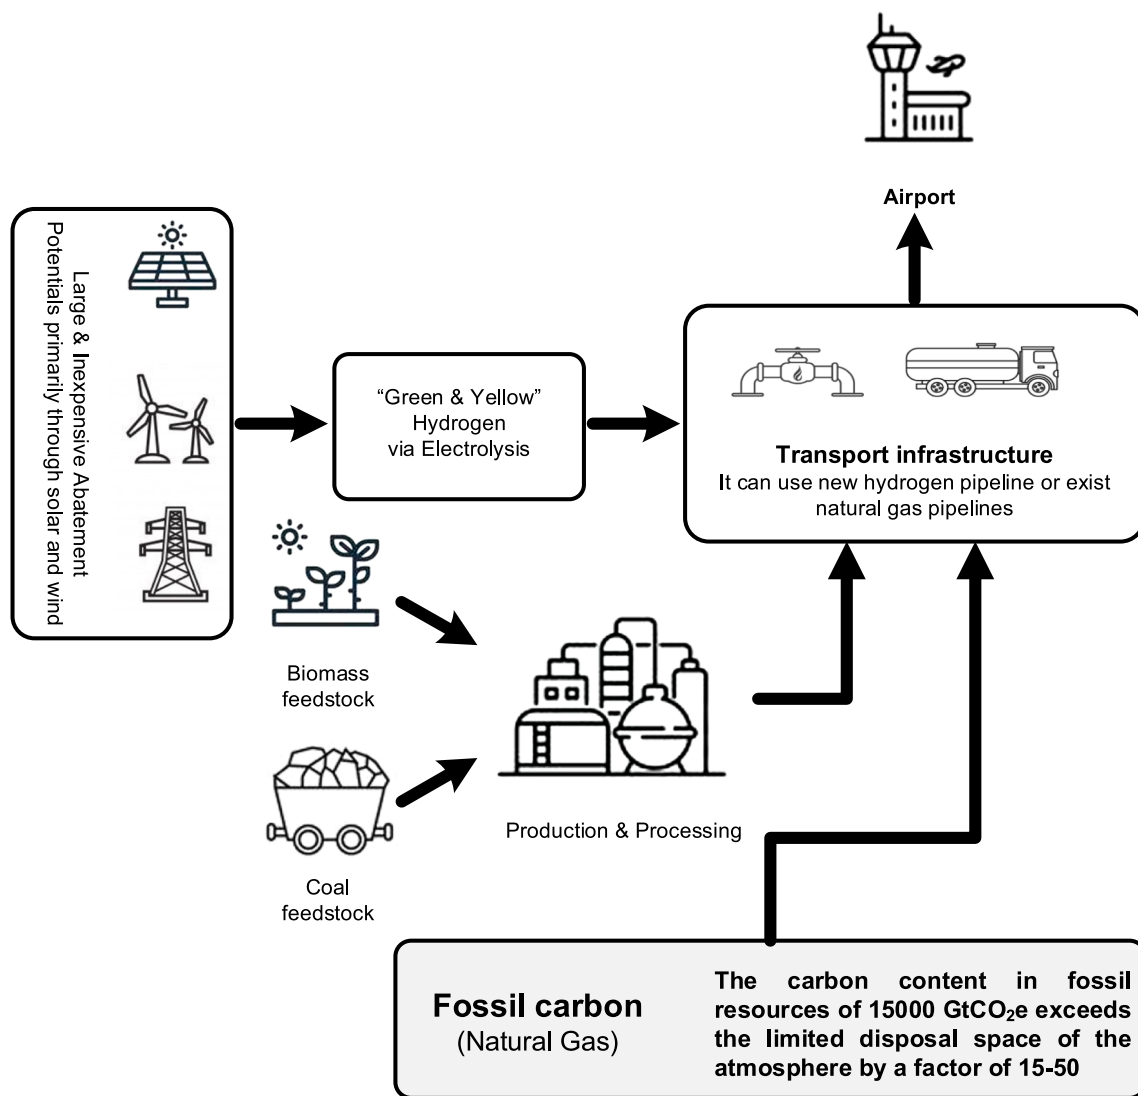 Airport
Large & Inexpensive Abatement
Potentials primarily through solar and wind
“Green & Yellow”
Hydrogen
via Electrolysis
Transport infrastructure
It can use new hydrogen pipeline or exist
natural gas pipelines
Biomass
feedstock
Production & Processing
Coal
feedstock
Fossil carbon
(Natural Gas)
The carbon content in fossil
resources of 15000 GtCO₂e exceeds
the limited disposal space of the
atmosphere by a factor of 15-50